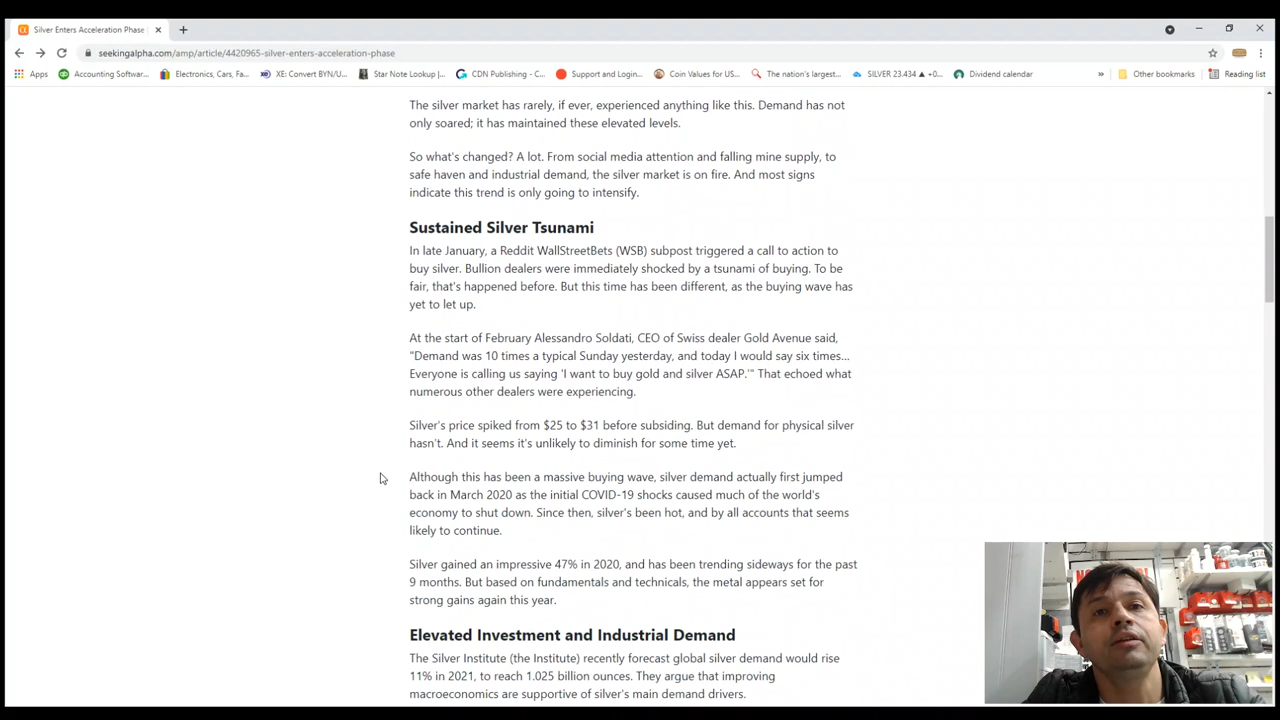 Silver Enters Acceleration Phase
seekingalpha.com/amp/article/4420965-silver-enters-acceleration-phase
Apps
Accounting Softwar...
Electronics, Cars, Fa...
XE: Convert BYN/U...
Star Note Lookup |...
CDN Publishing - C...
Support and Login...
Coin Values for US...
The nation's largest...
SILVER 23.434 ▲ +0...
Dividend calendar
»
Other bookmarks
Reading list
The silver market has rarely, if ever, experienced anything like this. Demand has not
only soared; it has maintained these elevated levels.
So what's changed? A lot. From social media attention and falling mine supply, to
safe haven and industrial demand, the silver market is on fire. And most signs
indicate this trend is only going to intensify.
Sustained Silver Tsunami
In late January, a Reddit WallStreetBets (WSB) subpost triggered a call to action to
buy silver. Bullion dealers were immediately shocked by a tsunami of buying. To be
fair, that's happened before. But this time has been different, as the buying wave has
yet to let up.
At the start of February Alessandro Soldati, CEO of Swiss dealer Gold Avenue said,
"Demand was 10 times a typical Sunday yesterday, and today I would say six times...
Everyone is calling us saying 'I want to buy gold and silver ASAP.'" That echoed what
numerous other dealers were experiencing.
Silver's price spiked from $25 to $31 before subsiding. But demand for physical silver
hasn't. And it seems it's unlikely to diminish for some time yet.
Although this has been a massive buying wave, silver demand actually first jumped
back in March 2020 as the initial COVID-19 shocks caused much of the world's
economy to shut down. Since then, silver's been hot, and by all accounts that seems
likely to continue.
Silver gained an impressive 47% in 2020, and has been trending sideways for the past
9 months. But based on fundamentals and technicals, the metal appears set for
strong gains again this year.
Elevated Investment and Industrial Demand
The Silver Institute (the Institute) recently forecast global silver demand would rise
11% in 2021, to reach 1.025 billion ounces. They argue that improving
macroeconomics are supportive of silver's main demand drivers.